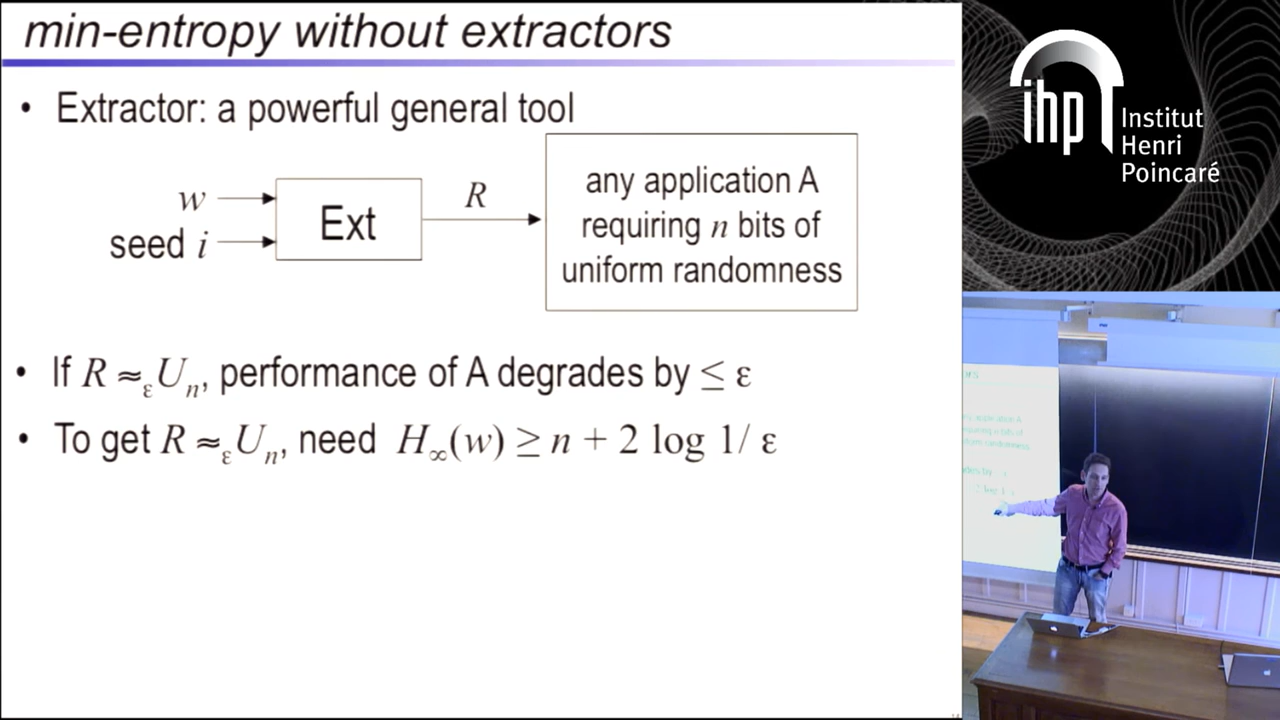 min-entropy without extractors
• Extractor: a powerful general tool
w
seed i
Ext
R
any application A
requiring n bits of
uniform randomness
• If R ≈ε Uₙ, performance of A degrades by ≤ ε
• To get R ≈ε Uₙ, need H∞(w) ≥ n + 2 log 1/ ε
ihp
Institut
Henri
Poincaré